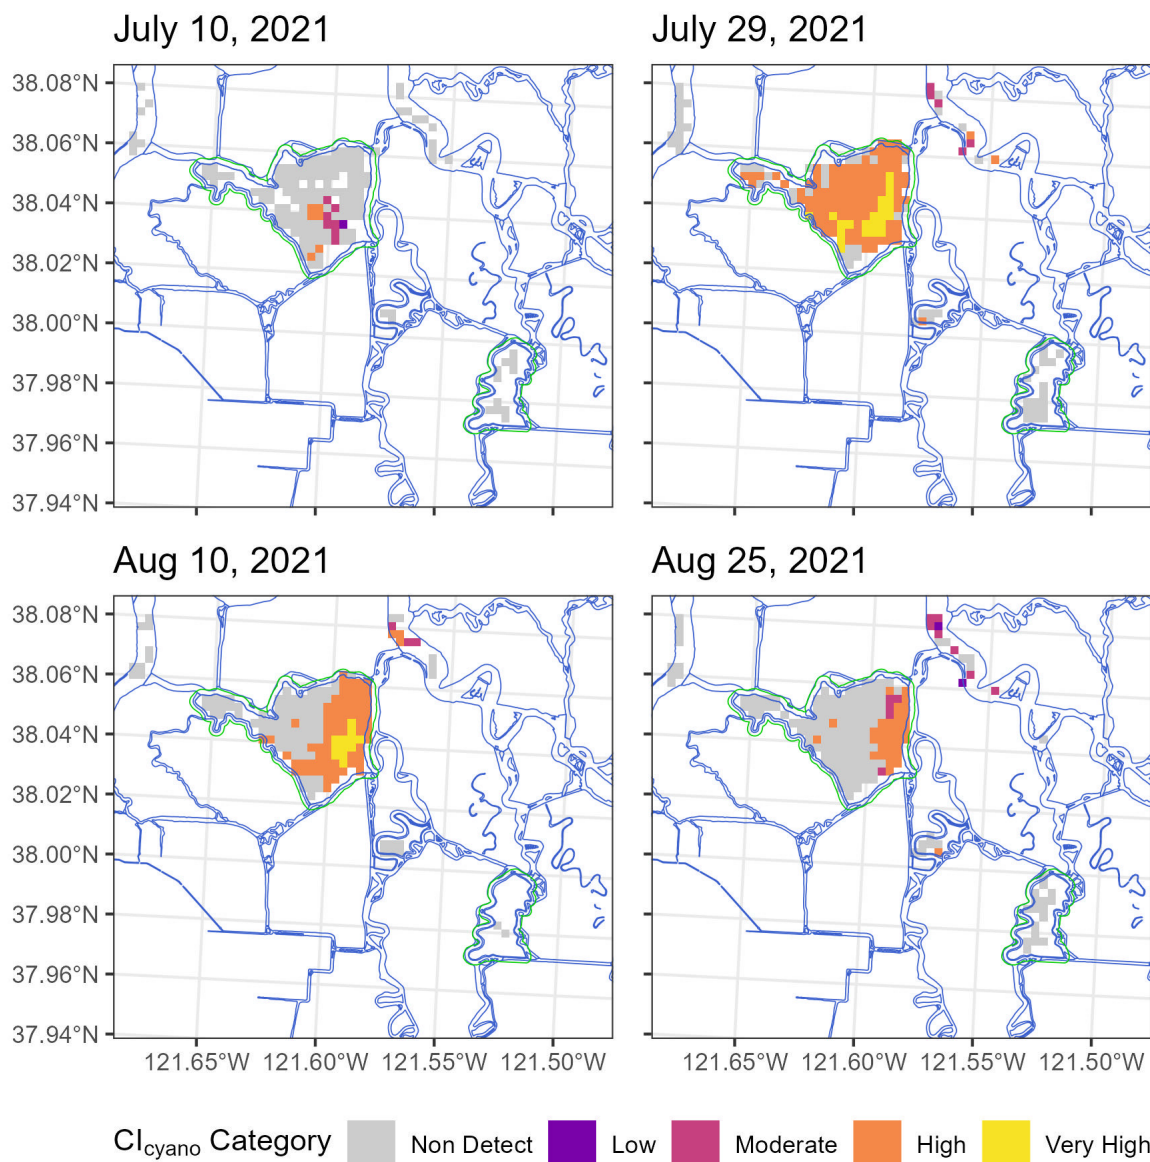 July 10, 2021
July 29, 2021
38.08°N
38.06°N
38.04°N
38.02°N
38.00°N
37.98°N
37.96°N
37.94°N
Aug 10, 2021
Aug 25, 2021
38.08°N
38.06°N
38.04°N
38.02°N
38.00°N
37.98°N
37.96°N
37.94°N
121.65°W 121.60°W 121.55°W 121.50°W 121.65°W 121.60°W 121.55°W 121.50°W
CIcyano Category Non Detect Low Moderate High Very High